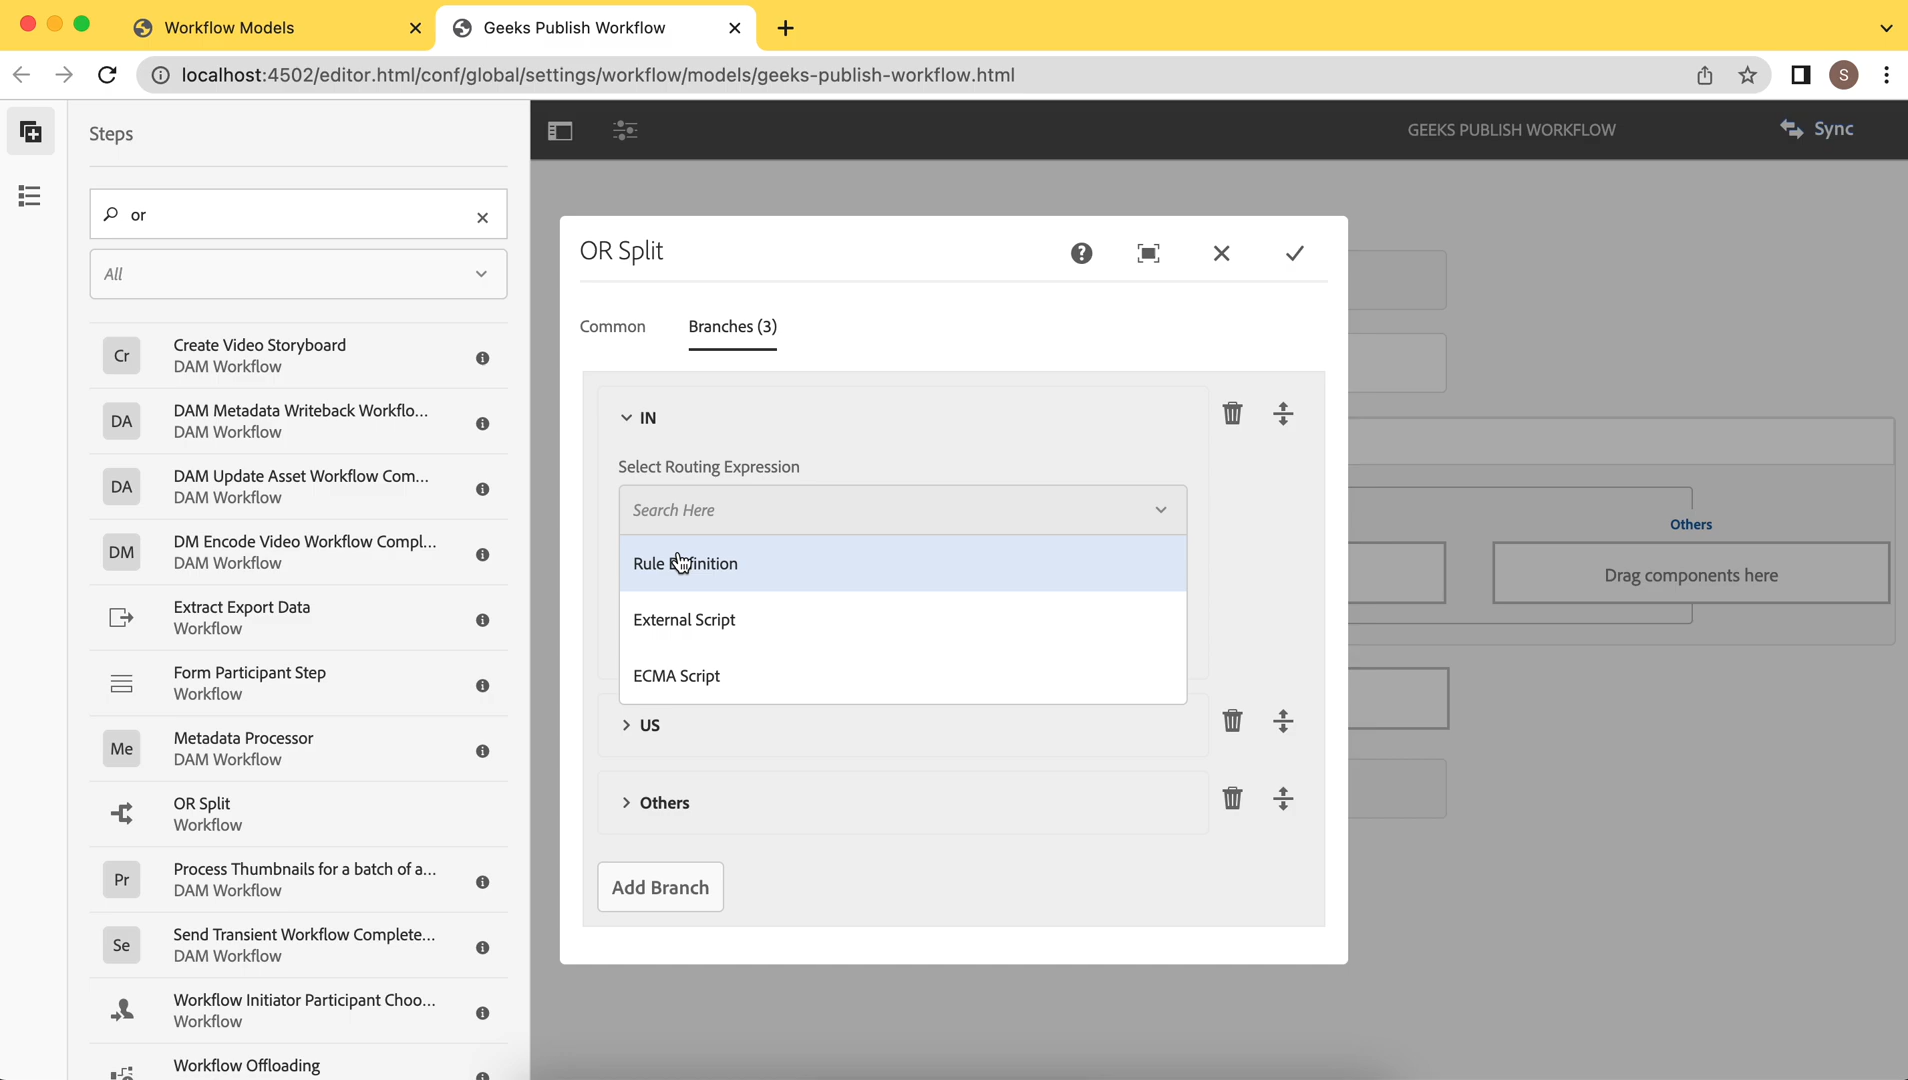 Workflow Models
Geeks Publish Workflow
localhost:4502/editor.html/conf/global/settings/workflow/models/geeks-publish-workflow.html
S
Steps
or
All
Cr
Create Video Storyboard
DAM Workflow
DA
DAM Metadata Writeback Workflo...
DAM Workflow
DA
DAM Update Asset Workflow Com...
DAM Workflow
DM
DM Encode Video Workflow Compl...
DAM Workflow
Extract Export Data
Workflow
Form Participant Step
Workflow
Me
Metadata Processor
DAM Workflow
OR Split
Workflow
Pr
Process Thumbnails for a batch of a...
DAM Workflow
Se
Send Transient Workflow Complete...
DAM Workflow
Workflow Initiator Participant Choo...
Workflow
Workflow Offloading
GEEKS PUBLISH WORKFLOW
Sync
OR Split
Common
Branches (3)
IN
Select Routing Expression
Search Here
Rule Definition
External Script
ECMA Script
US
Others
Add Branch
Others
Drag components here